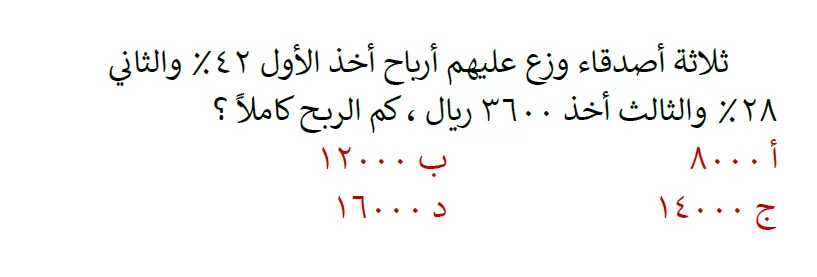 ثلاثة أصدقاء وزع عليهم أرباح أخذ الأول ٤٢٪ والثاني
٢٨٪ والثالث أخذ ٣٦٠٠ ريال ، كم الربح كاملاً ؟
أ ٨٠٠٠ ب ١٢٠٠٠
ج ١٤٠٠٠ د ١٦٠٠٠